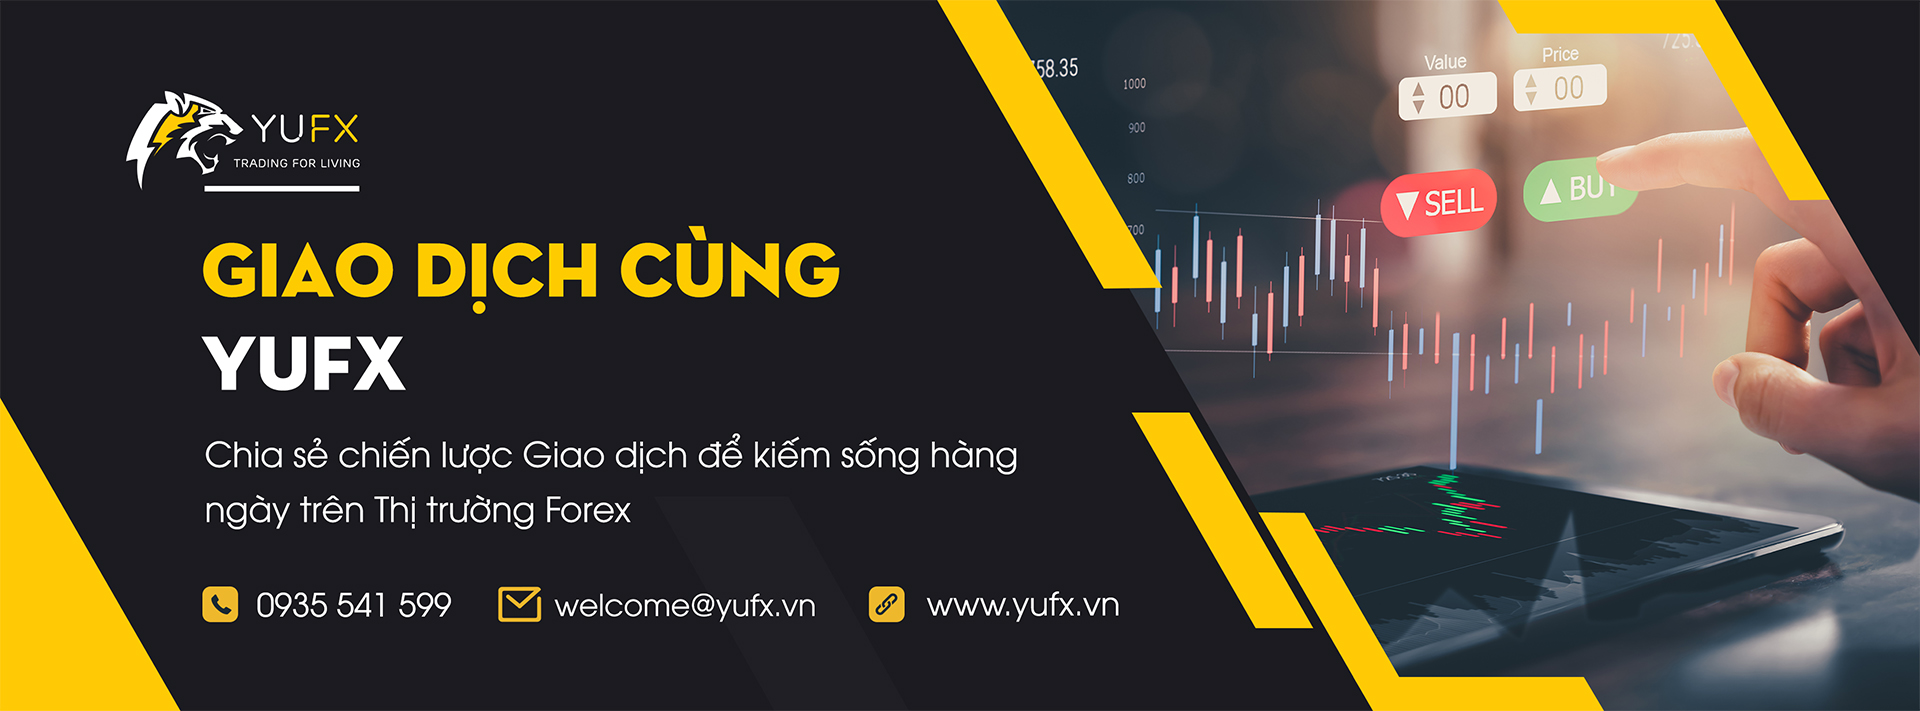 YUFX
TRADING FOR LIVING
GIAO DỊCH CÙNG
YUFX
Chia sẻ chiến lược Giao dịch để kiếm sống hàng
ngày trên Thị trường Forex
0935 541 599
welcome@yufx.vn
www.yufx.vn
58.35
1000
900
800
700
Value
00
Price
00
SELL
BUY